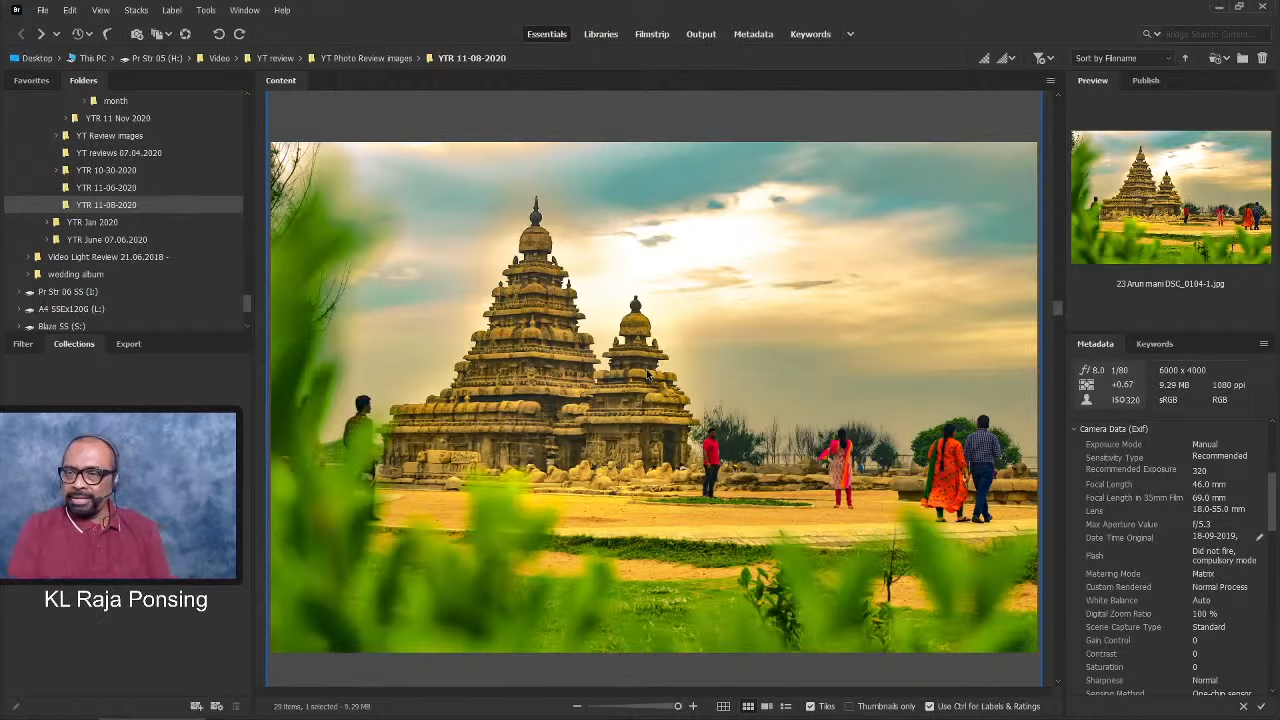 Br File Edit View Stacks Label Tools Window Help
Essentials Libraries Filmstrip Output Metadata Keywords
Bridge Search: Current...
Desktop This PC Pr Str 05 (H:) Video YT review YT Photo Review images YTR 11-08-2020
Sort by Filename
Favorites Folders
month
YTR 11 Nov 2020
YT Review images
YT reviews 07.04.2020
YTR 10-30-2020
YTR 11-06-2020
YTR 11-08-2020
YTR Jan 2020
YTR June 07.06.2020
Video Light Review 21.06.2018 -
wedding album
Pr Str 06 SS (I:)
A4 SSEx120G (L:)
Blaze SS (S:)
Filter Collections Export
KL Raja Ponsing
Content
29 items, 1 selected - 9.29 MB
Tiles Thumbnails only Use Ctrl for Labels & Ratings
Preview Publish
23 Arun mani DSC_0104-1.jpg
Metadata Keywords
f/ 8.0 1/80 6000 x 4000
+0.67 9.29 MB 1080 ppi
ISO 320 sRGB RGB
Camera Data (Exif)
Exposure Mode Manual
Sensitivity Type Recommended
Recommended Exposure 320
Focal Length 46.0 mm
Focal Length in 35mm Film 69.0 mm
Lens 18.0-55.0 mm
Max Aperture Value f/5.3
Date Time Original 18-09-2019,
Flash Did not fire,
compulsory mode
Metering Mode Matrix
Custom Rendered Normal Process
White Balance Auto
Digital Zoom Ratio 100 %
Scene Capture Type Standard
Gain Control 0
Contrast 0
Saturation 0
Sharpness Normal
Sensing Method One-chip sensor